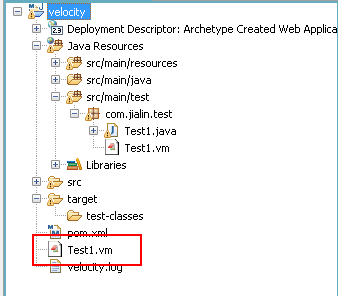 velocity
Deployment Descriptor: Archetype Created Web Applica
Java Resources
src/main/resources
src/main/java
src/main/test
com.jialin.test
Test1.java
Test1.vm
Libraries
src
target
test-classes
pom.xml
Test1.vm
velocity.log